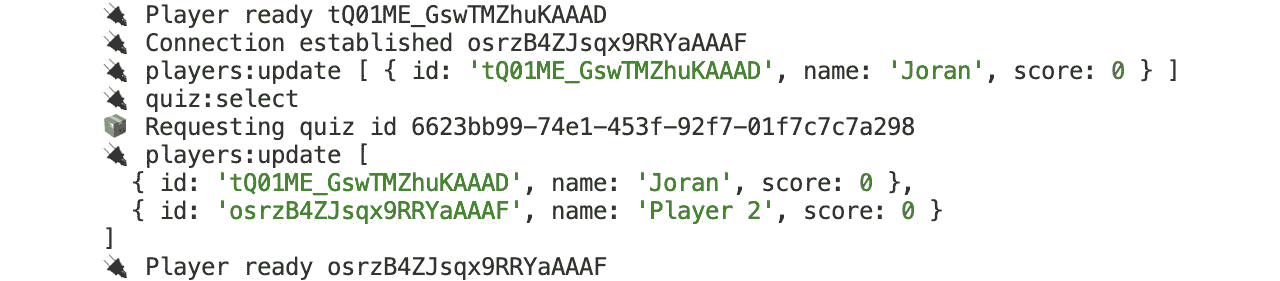 🔌 Player ready tQ01ME_GswTMZhuKAAAD
🔌 Connection established osrzB4ZJsqx9RRYaAAAF
🔌 players:update [ { id: 'tQ01ME_GswTMZhuKAAAD', name: 'Joran', score: 0 } ]
🔌 quiz:select
📦 Requesting quiz id 6623bb99-74e1-453f-92f7-01f7c7c7a298
🔌 players:update [
  { id: 'tQ01ME_GswTMZhuKAAAD', name: 'Joran', score: 0 },
  { id: 'osrzB4ZJsqx9RRYaAAAF', name: 'Player 2', score: 0 }
]
🔌 Player ready osrzB4ZJsqx9RRYaAAAF